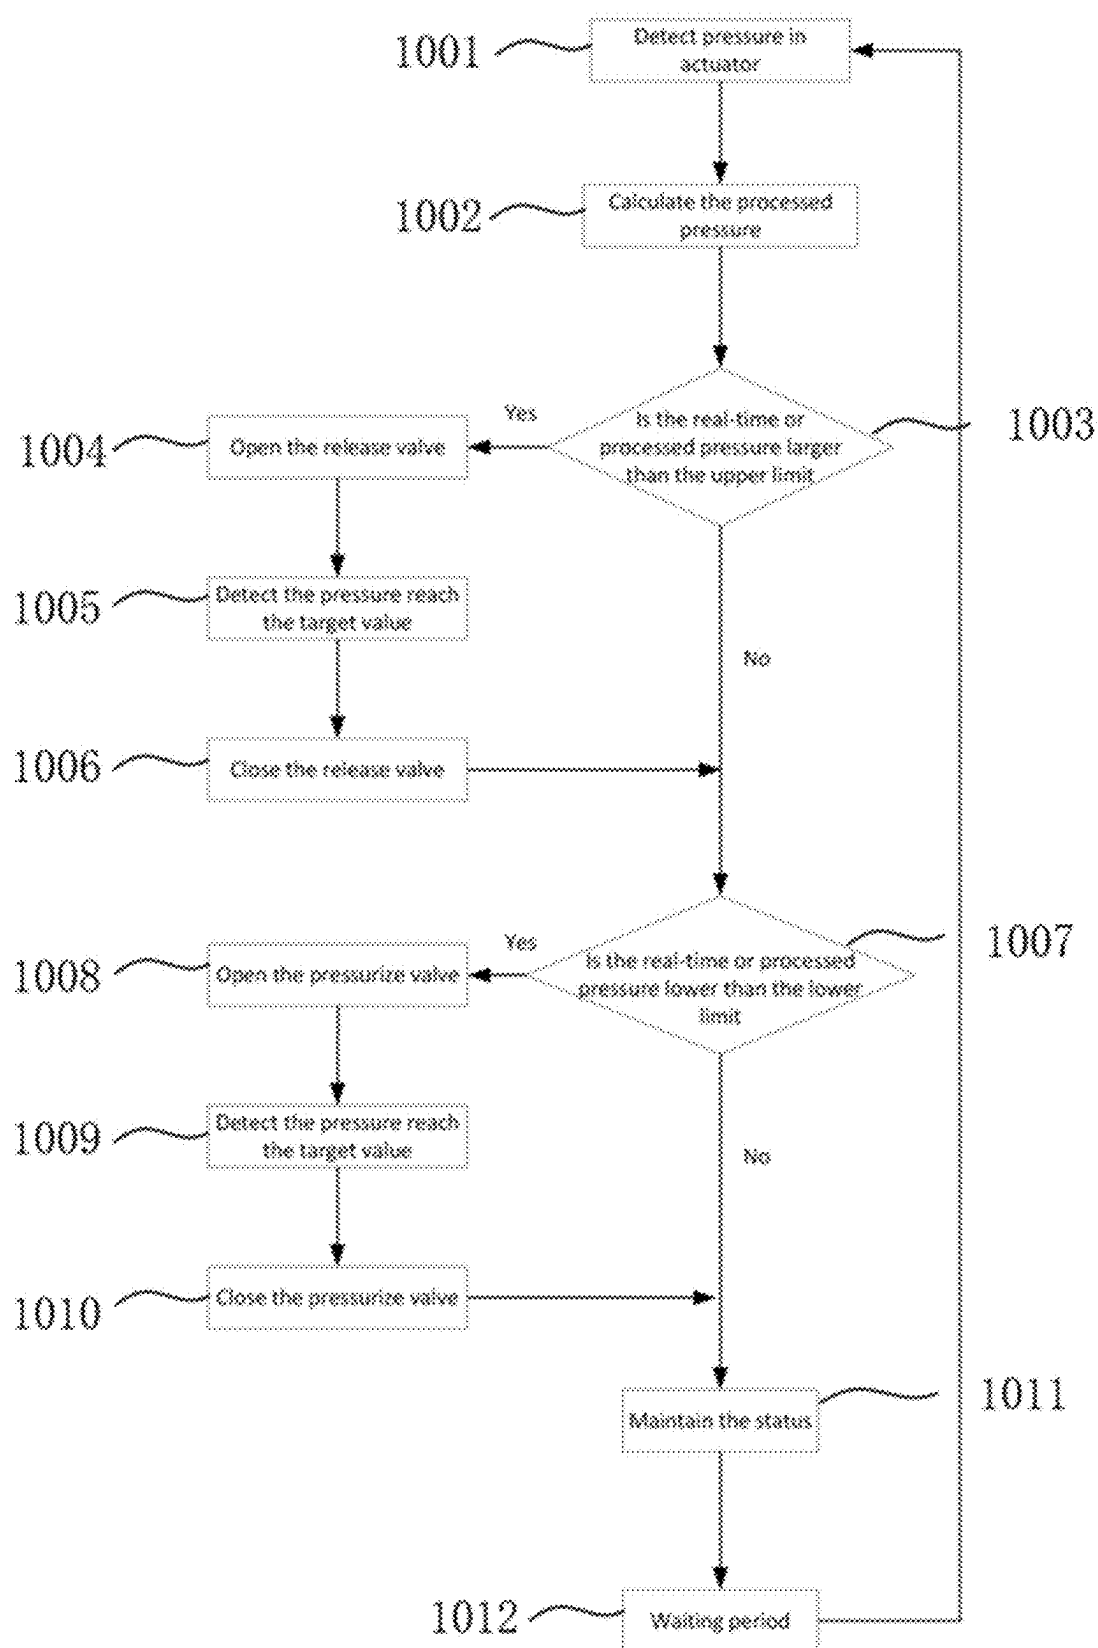 1001
Detect pressure in
actuator
1002
Calculate the processed
pressure
1003
Is the real-time or
processed pressure larger
than the upper limit
Yes
1004
Open the release valve
1005
Detect the pressure reach
the target value
No
1006
Close the release valve
1007
Is the real-time or processed
pressure lower than the lower
limit
Yes
1008
Open the pressurize valve
1009
Detect the pressure reach
the target value
No
1010
Close the pressurize valve
1011
Maintain the status
1012
Waiting period